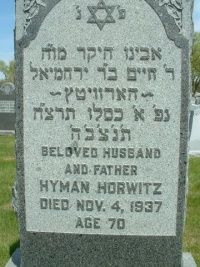 פ נ
אבינו היקר מו״ה
ר׳ חיים בר ירחמיאל
הארוויטץ
נפ׳ א׳ כסלו תרצ״ח
תנצבה
BELOVED HUSBAND
AND FATHER
HYMAN HORWITZ
DIED NOV. 4, 1937
AGE 70